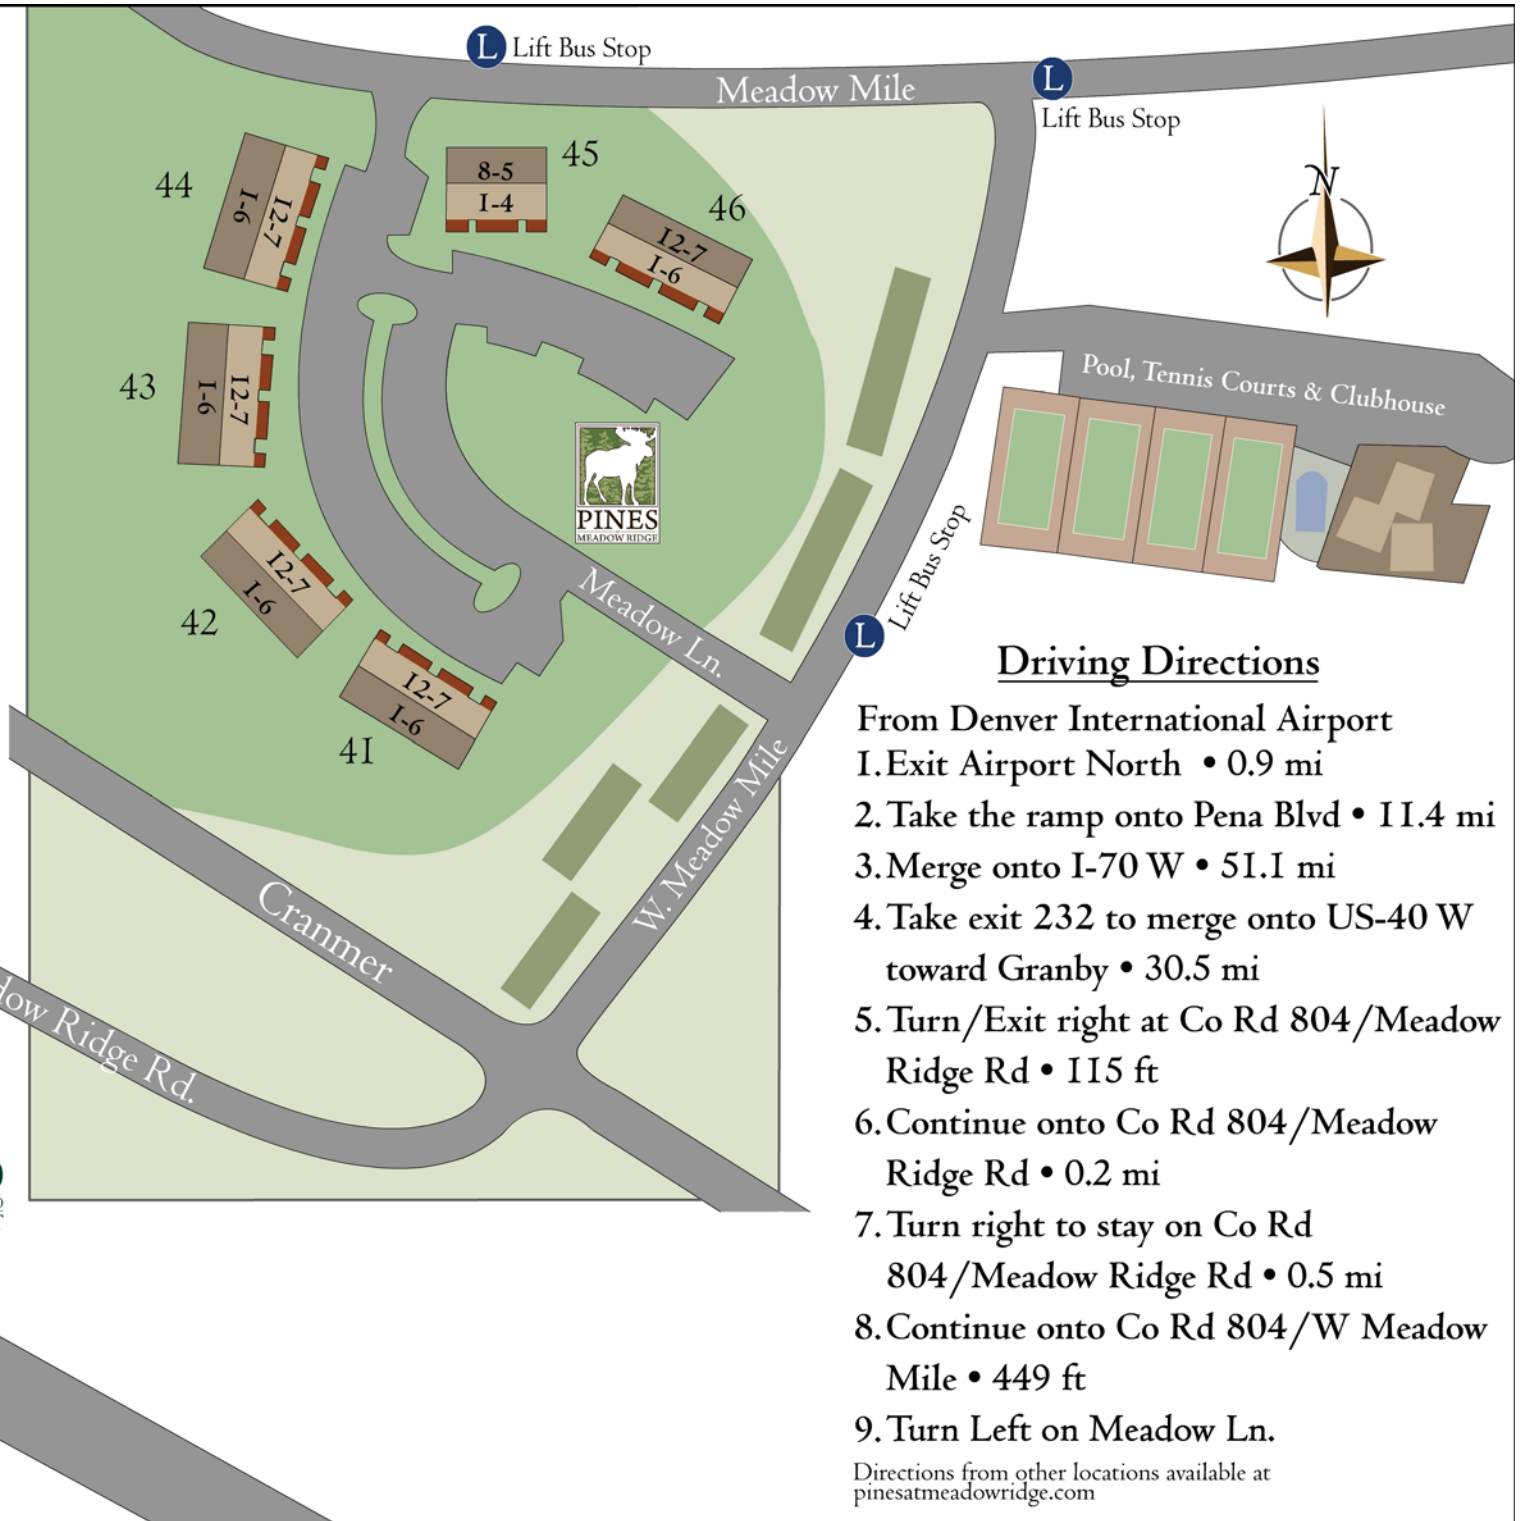 L Lift Bus Stop
Meadow Mile
L
Lift Bus Stop
N
44
1-6
12-7
45
8-5
1-4
46
12-7
1-6
43
1-6
12-7
Pool, Tennis Courts & Clubhouse
PINES
MEADOW RIDGE
42
12-7
1-6
Meadow Ln.
L Lift Bus Stop
41
12-7
1-6
W. Meadow Mile
Cranmer
Ridge Rd.
Driving Directions
From Denver International Airport
1. Exit Airport North • 0.9 mi
2. Take the ramp onto Pena Blvd • 11.4 mi
3. Merge onto I-70 W • 51.1 mi
4. Take exit 232 to merge onto US-40 W
toward Granby • 30.5 mi
5. Turn/Exit right at Co Rd 804/Meadow
Ridge Rd • 115 ft
6. Continue onto Co Rd 804/Meadow
Ridge Rd • 0.2 mi
7. Turn right to stay on Co Rd
804/Meadow Ridge Rd • 0.5 mi
8. Continue onto Co Rd 804/W Meadow
Mile • 449 ft
9. Turn Left on Meadow Ln.
Directions from other locations available at
pinesatmeadowridge.com